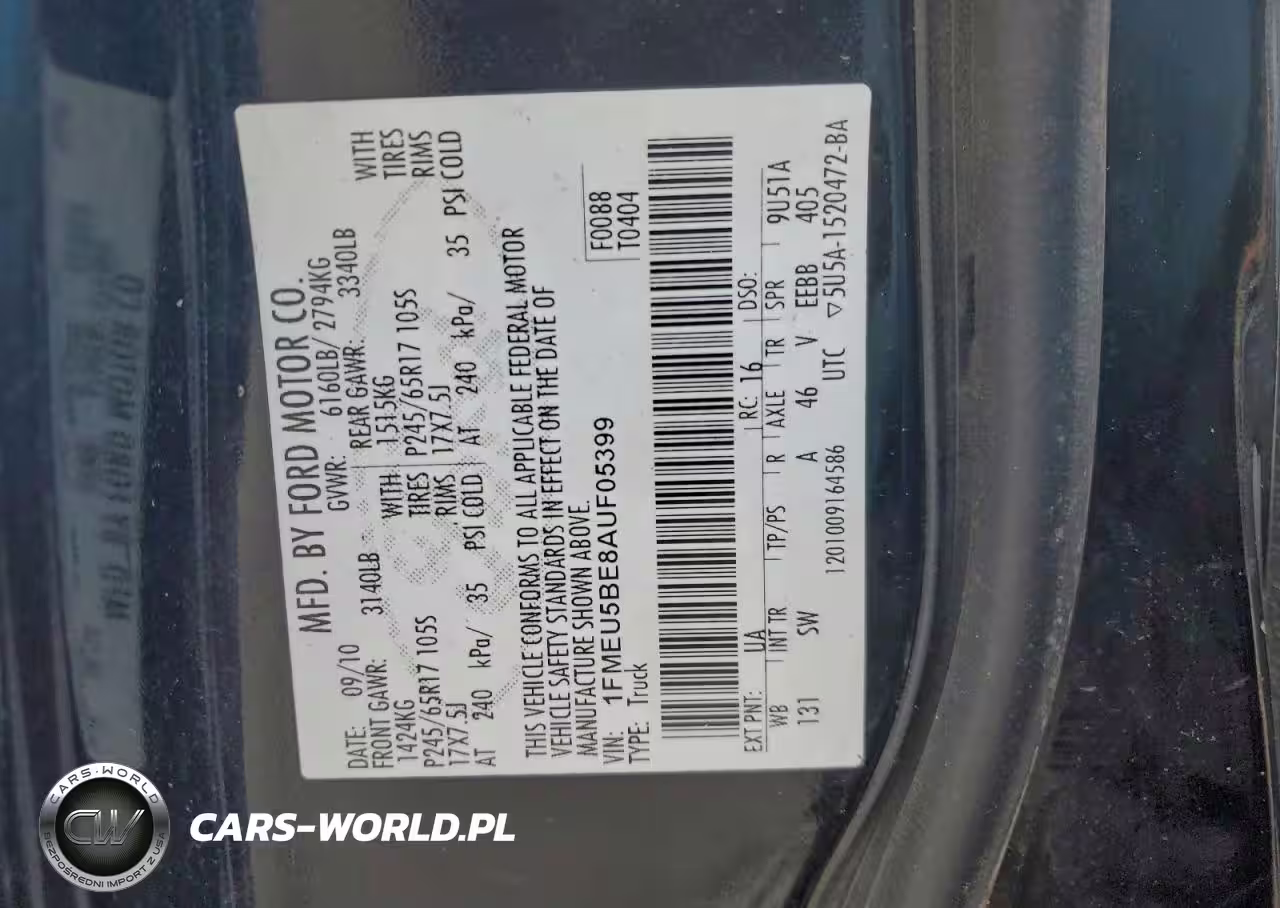 MFD. BY FORD MOTOR CO.
DATE: 09/10 GVWR: 6160LB/ 2794KG
FRONT GAWR: 3140LB REAR GAWR: 3340LB
1424KG WITH 1515KG WITH
P245/65R17 105S TIRES P245/65R17 105S TIRES
17X7.5J RIMS 17X7.5J RIMS
AT 240 kPa/ 35 PSI COLD AT 240 kPa/ 35 PSI COLD
THIS VEHICLE CONFORMS TO ALL APPLICABLE FEDERAL MOTOR
VEHICLE SAFETY STANDARDS IN EFFECT ON THE DATE OF
MANUFACTURE SHOWN ABOVE.
VIN: 1FMEU5BE8AUF05399 F0088
TYPE: Truck T0404
EXT PNT: UA RC: 16 DSO:
WB INT TR TP/PS R AXLE TR SPR 9U51A
131 SW A 46 V EEBB 405
1201009164586 UTC ▽5U5A-1520472-BA
CARS-WORLD
CW
BEZPOŚREDNI IMPORT Z USA
CARS-WORLD.PL